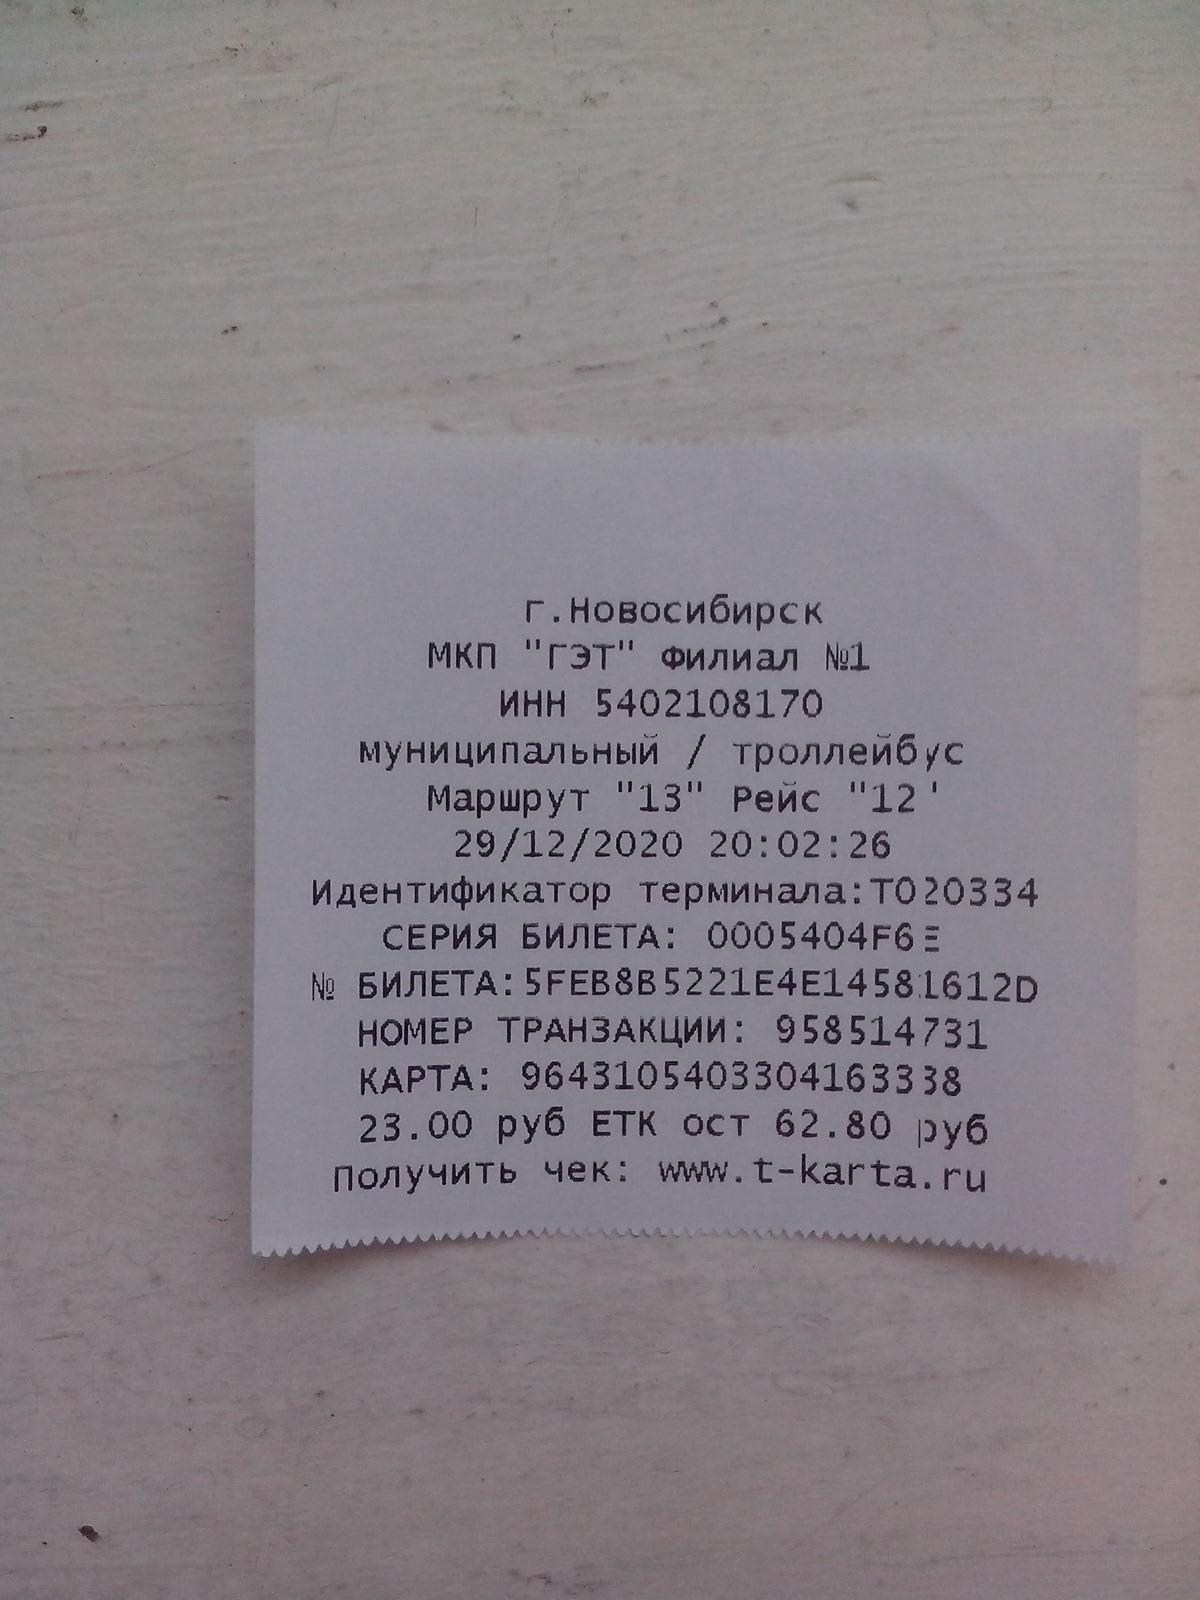 г.Новосибирск
МКП "ГЭТ" Филиал №1
ИНН 5402108170
муниципальный / троллейбус
Маршрут "13" Рейс "12"
29/12/2020 20:02:26
Идентификатор терминала:T020334
СЕРИЯ БИЛЕТА: 0005404F6E
№ БИЛЕТА:5FEB8B5221E4E14581612D
НОМЕР ТРАНЗАКЦИИ: 958514731
КАРТА: 9643105403304163338
23.00 руб ЕТК ост 62.80 руб
Получить чек: www.t-karta.ru